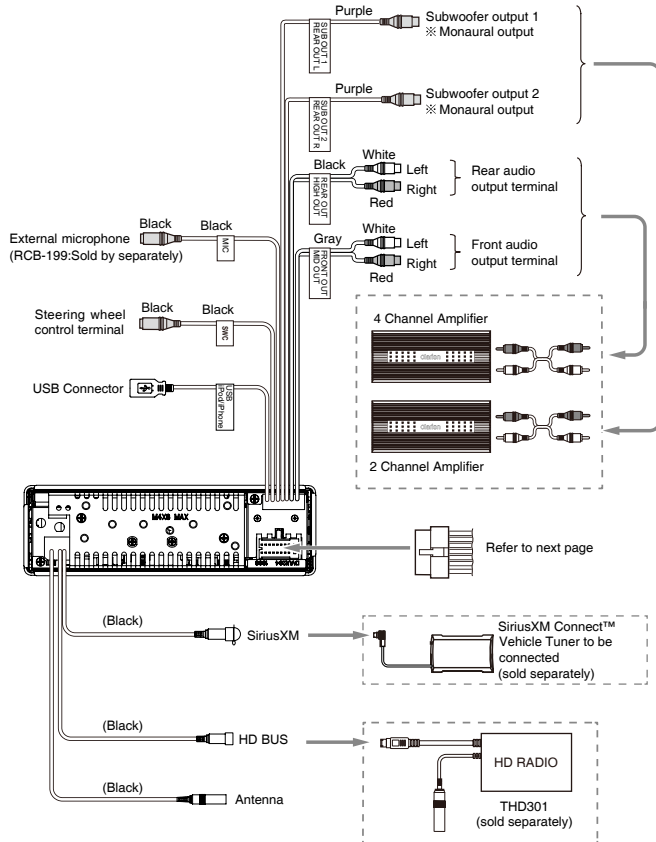 Purple
Subwoofer output 1
※ Monaural output
SUB OUT 1
REAR OUT L
Purple
Subwoofer output 2
※ Monaural output
SUB OUT 2
REAR OUT R
Black
White
Left
Right
Red
Rear audio
output terminal
REAR OUT
HIGH OUT
Gray
White
Left
Right
Red
Front audio
output terminal
FRONT OUT
MID OUT
External microphone
(RCB-199:Sold by separately)
Black
Black
MIC
Steering wheel
control terminal
Black
Black
SWC
USB Connector
USB
iPod/iPhone
4 Channel Amplifier
clarion
clarion
2 Channel Amplifier
M4X8 MAX
Refer to next page
(Black)
SiriusXM
SiriusXM Connect™
Vehicle Tuner to be
connected
(sold separately)
(Black)
HD BUS
HD RADIO
THD301
(sold separately)
(Black)
Antenna